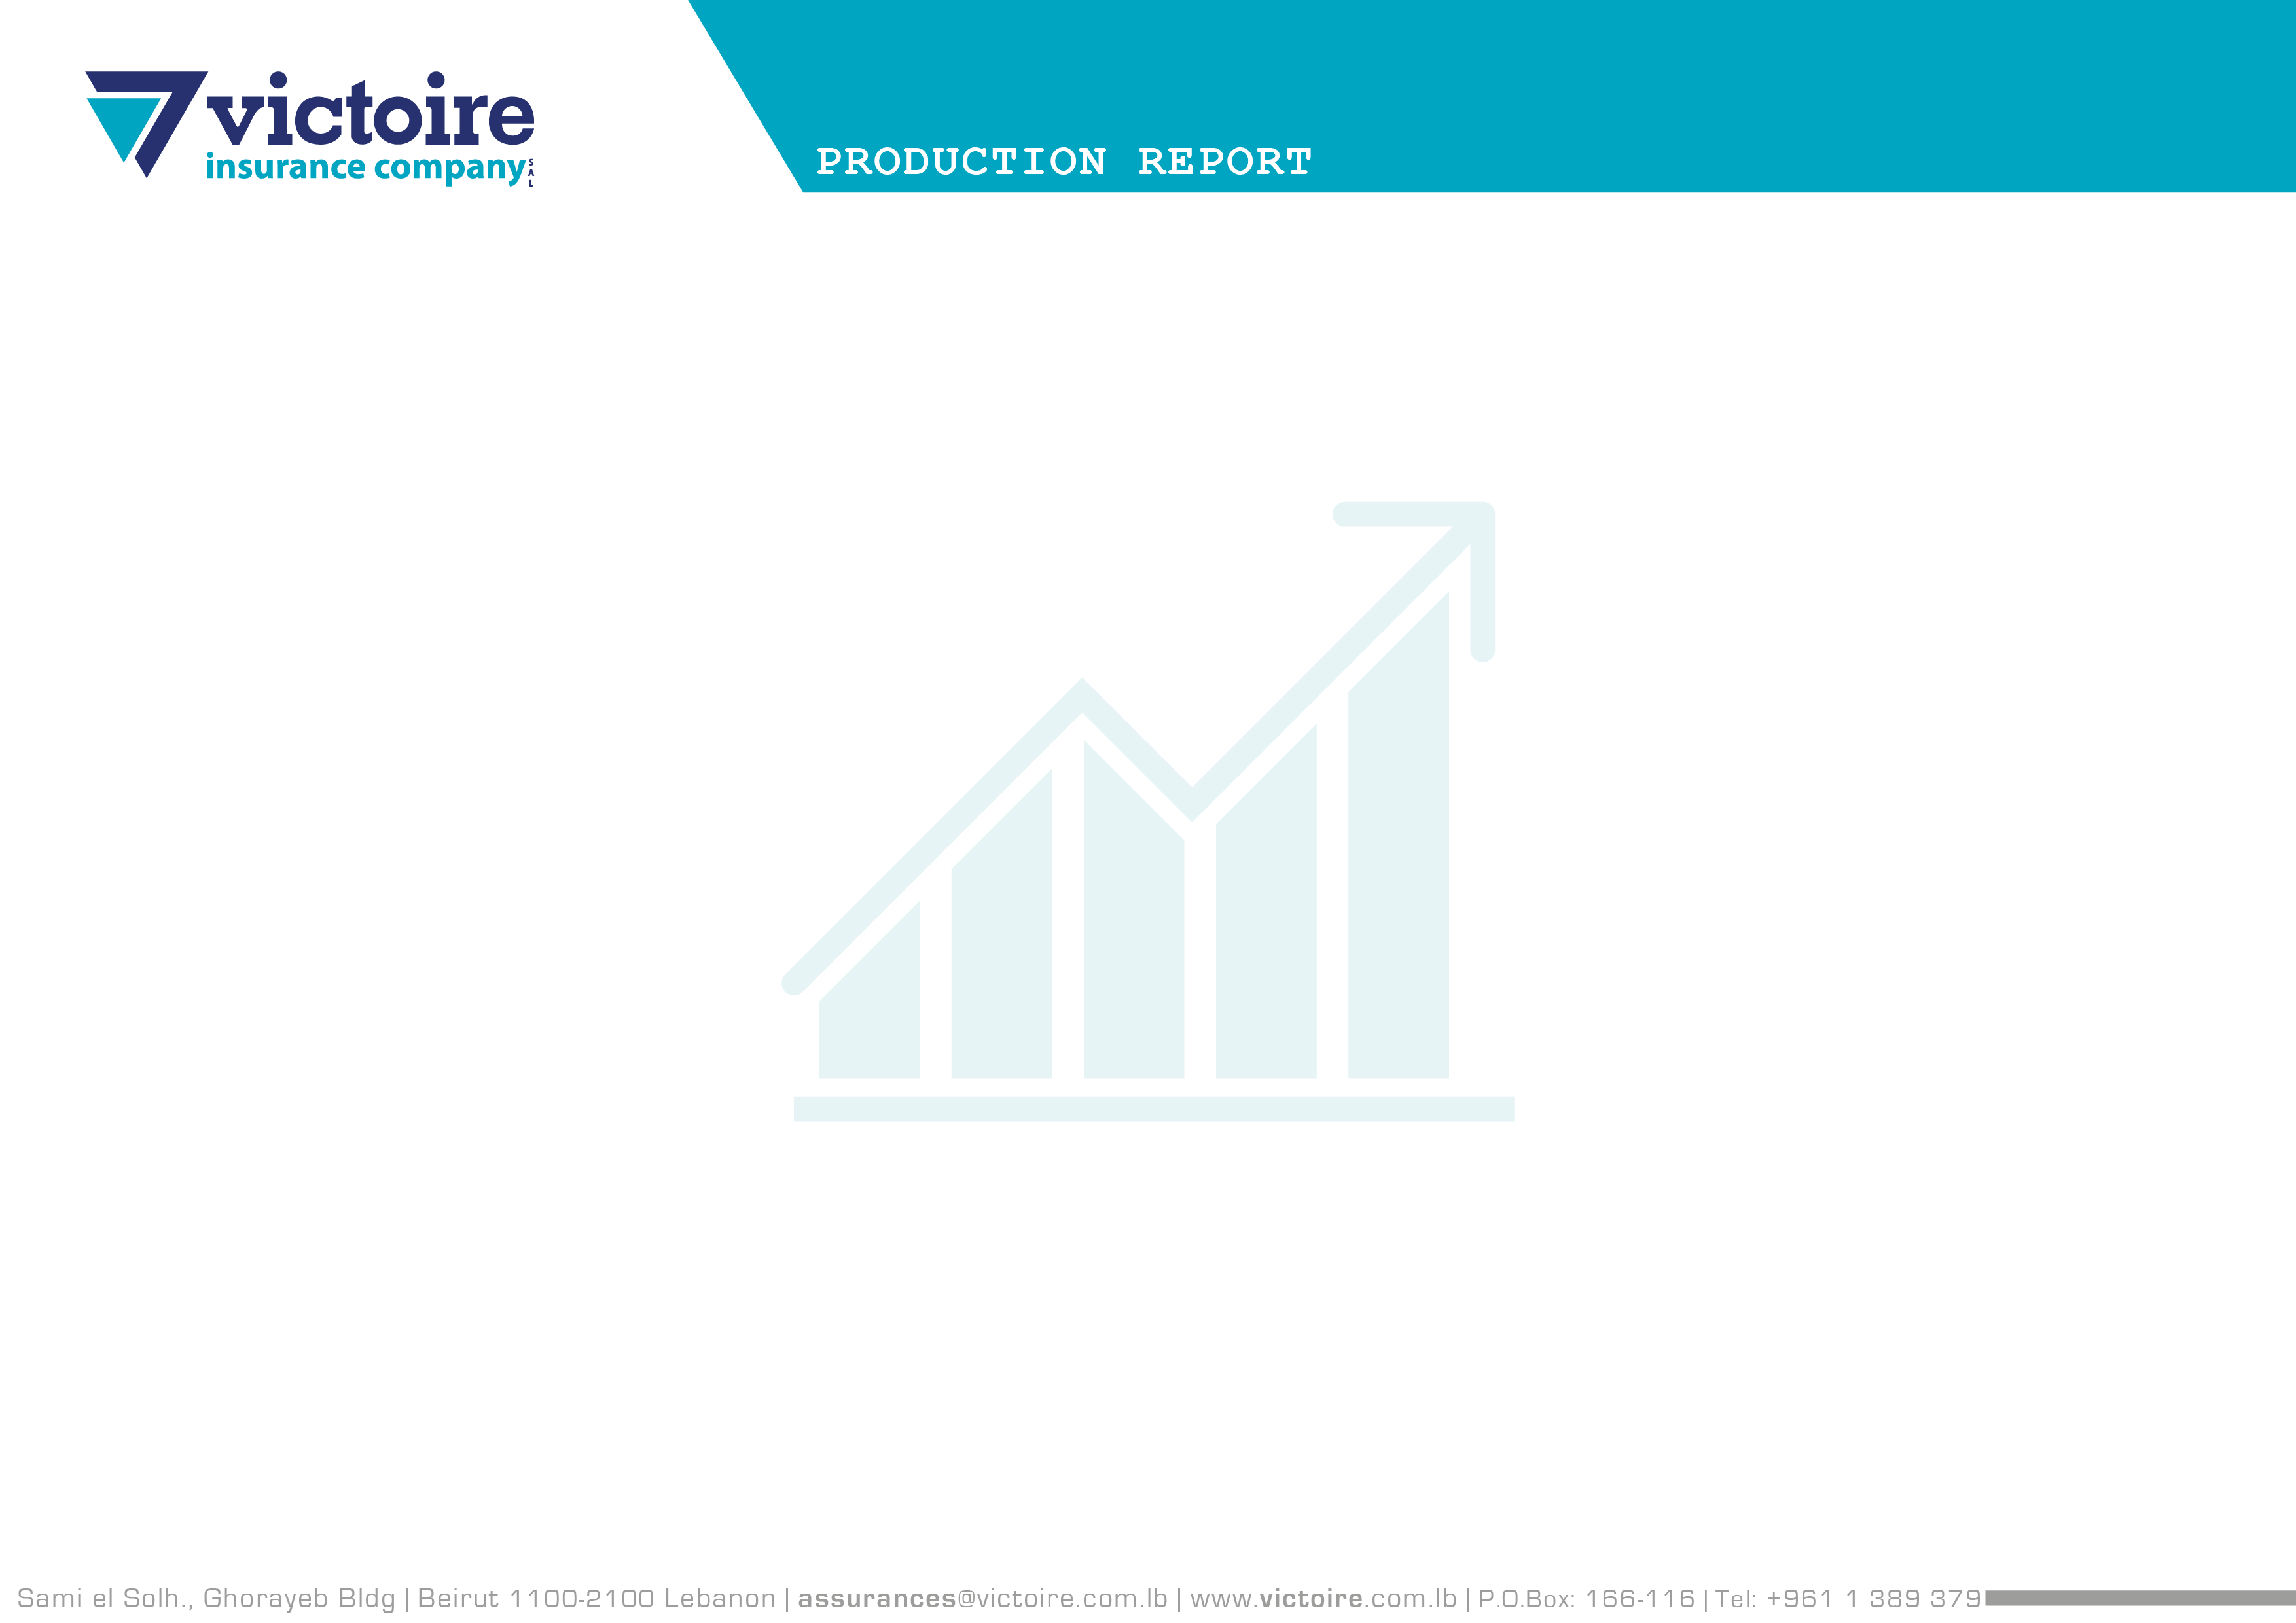 victoire
insurance company SAL
PRODUCTION REPORT
Sami el Solh., Ghorayeb Bldg | Beirut 1100-2100 Lebanon | assurances@victoire.com.lb | www.victoire.com.lb | P.O.Box: 166-116 | Tel: +961 1 389 379